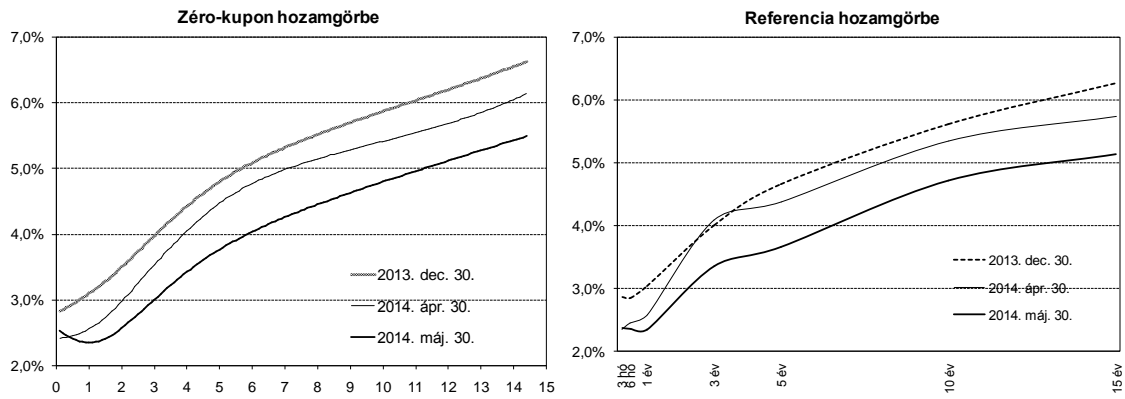 Zéro-kupon hozamgörbe
7,0%
6,0%
5,0%
4,0%
3,0%
2,0%
0 1 2 3 4 5 6 7 8 9 10 11 12 13 14 15
2013. dec. 30.
2014. ápr. 30.
2014. máj. 30.
Referencia hozamgörbe
7,0%
6,0%
5,0%
4,0%
3,0%
2,0%
3 hó
6 hó
1 év
3 év
5 év
10 év
15 év
2013. dec. 30.
2014. ápr. 30.
2014. máj. 30.